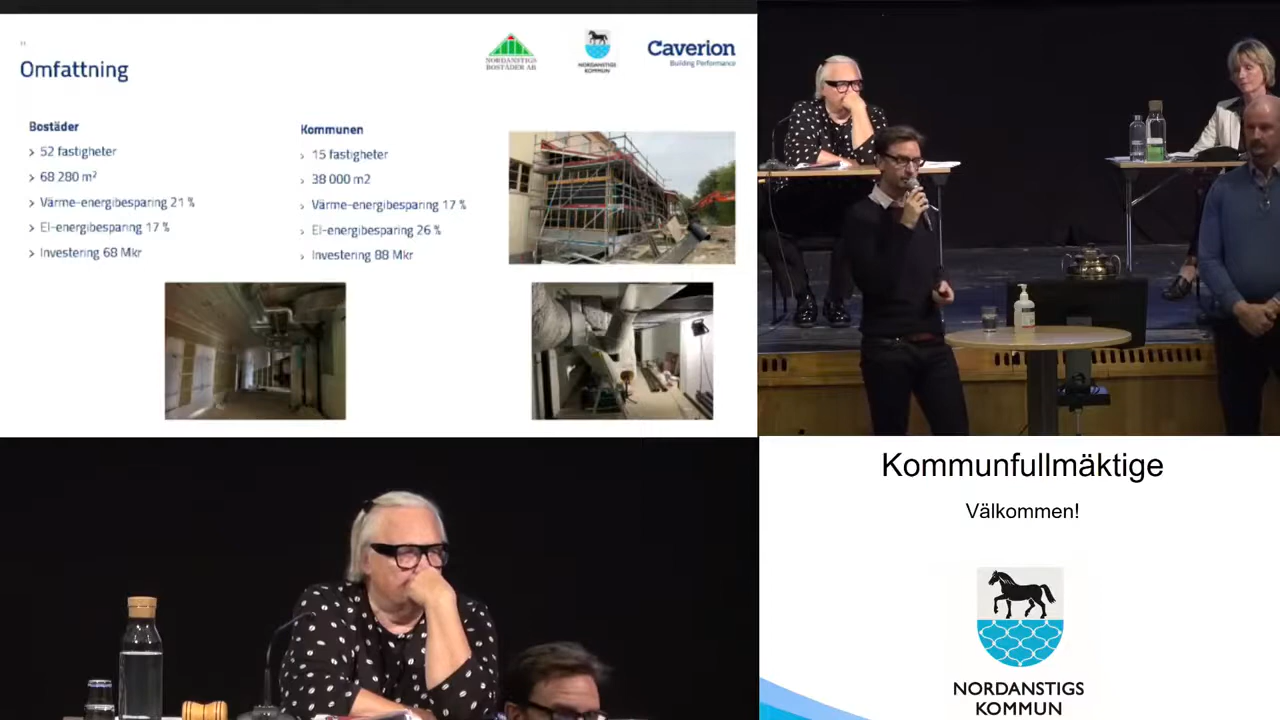 Omfattning
NORDANSTIGS
BOSTÄDER AB
NORDANSTIGS
KOMMUN
Caverion
Building Performance
Bostäder
› 52 fastigheter
› 68 280 m²
› Värme-energibesparing 21 %
› El-energibesparing 17 %
› Investering 68 Mkr
Kommunen
› 15 fastigheter
› 38 000 m2
› Värme-energibesparing 17 %
› El-energibesparing 26 %
› Investering 88 Mkr
Kommunfullmäktige
Välkommen!
NORDANSTIGS
KOMMUN